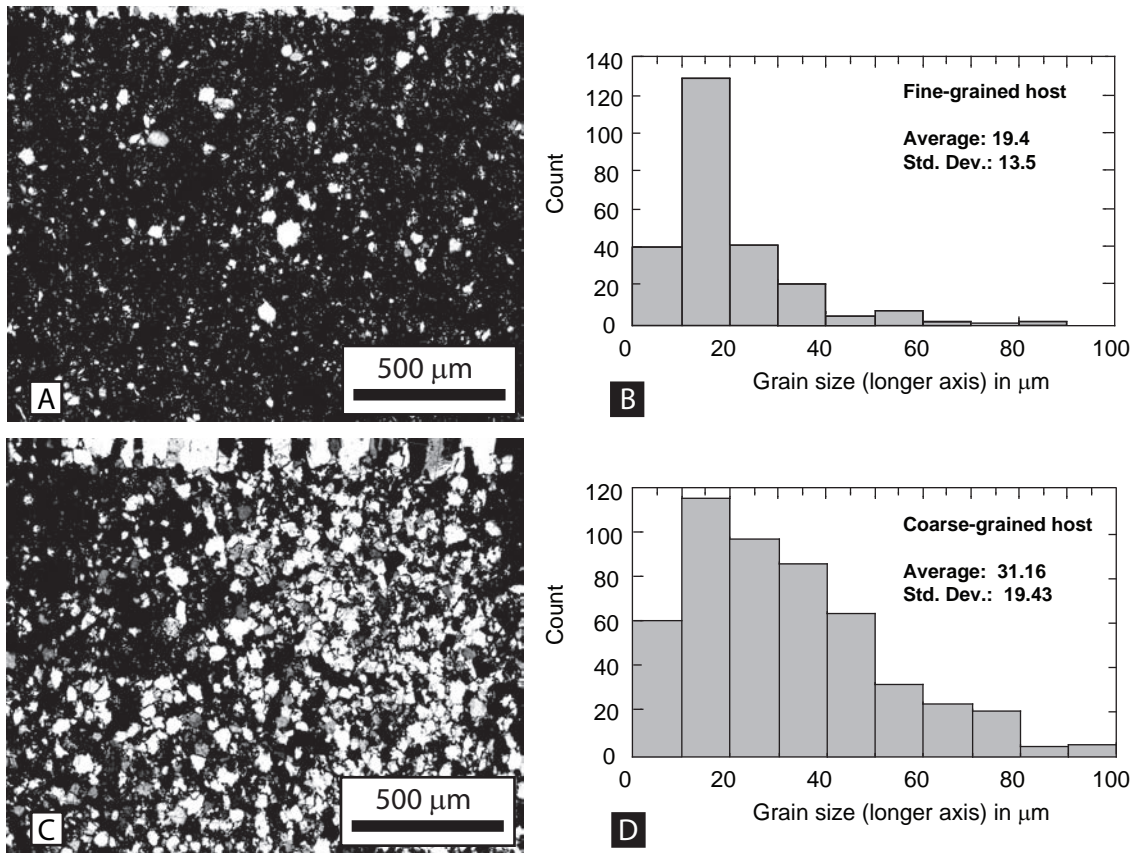 A
500 μm
Count
140
120
100
80
60
40
20
0
Fine-grained host
Average: 19.4
Std. Dev.: 13.5
0 20 40 60 80 100
Grain size (longer axis) in μm
B
C
500 μm
Count
120
100
80
60
40
20
0
Coarse-grained host
Average: 31.16
Std. Dev.: 19.43
0 20 40 60 80 100
Grain size (longer axis) in μm
D